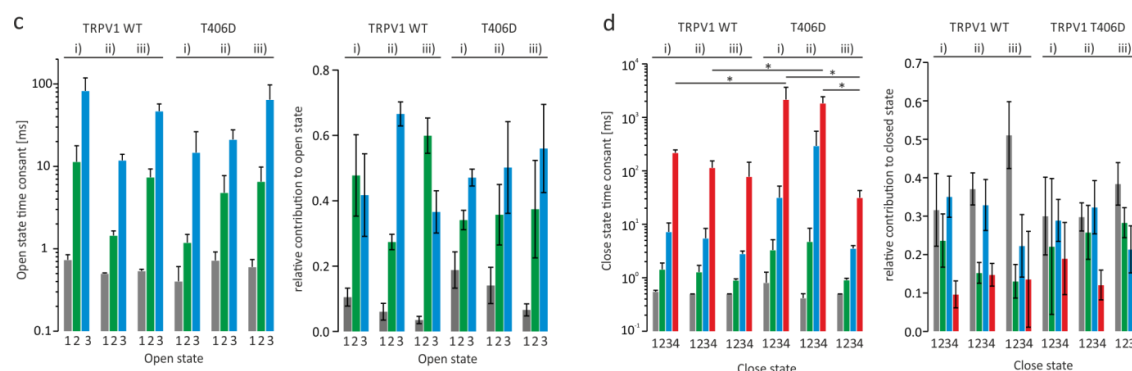 c
TRPV1 WT
T406D
i)
ii)
iii)
i)
ii)
iii)
Open state time consant [ms]
100
10
1
0.1
1 2 3
1 2 3
1 2 3
1 2 3
1 2 3
1 2 3
Open state
TRPV1 WT
T406D
i)
ii)
iii)
i)
ii)
iii)
relative contribution to open state
0.8
0.6
0.4
0.2
0.0
1 2 3
1 2 3
1 2 3
1 2 3
1 2 3
1 2 3
Open state
d
TRPV1 WT
T406D
i)
ii)
iii)
i)
ii)
iii)
*
*
*
*
Close state time consant [ms]
10⁴
10³
10²
10¹
10⁰
10⁻¹
1234
1234
1234
1234
1234
1234
Close state
TRPV1 WT
TRPV1 T406D
i)
ii)
iii)
i)
ii)
iii)
relative contribution to closed state
0.7
0.6
0.5
0.4
0.3
0.2
0.1
0.0
1234
1234
1234
1234
1234
123
Close state